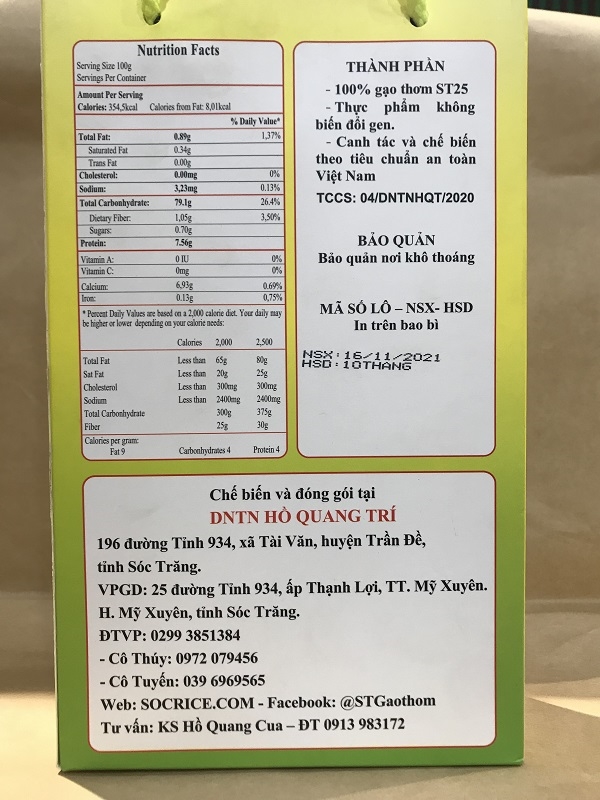 Nutrition Facts
Serving Size 100g
Servings Per Container
Amount Per Serving
Calories: 354,5kcal Calories from Fat: 8,01kcal
% Daily Value*
Total Fat: 0.89g 1,37%
Saturated Fat 0.34g
Trans Fat 0.00g
Cholesterol: 0.00mg 0%
Sodium: 3,23mg 0.13%
Total Carbohydrate: 79.1g 26.4%
Dietary Fiber: 1,05g 3,50%
Sugars: 0.70g
Protein: 7.56g
Vitamin A: 0 IU 0%
Vitamin C: 0mg 0%
Calcium: 6,93g 0.69%
Iron: 0.13g 0,75%
* Percent Daily Values are based on a 2,000 calorie diet. Your daily may
be higher or lower depending on your calorie needs:
Calories 2,000 2,500
Total Fat Less than 65g 80g
Sat Fat Less than 20g 25g
Cholesterol Less than 300mg 300mg
Sodium Less than 2400mg 2400mg
Total Carbohydrate 300g 375g
Fiber 25g 30g
Calories per gram:
Fat 9 Carbohydrates 4 Protein 4
THÀNH PHẦN
- 100% gạo thơm ST25
- Thực phẩm không
biến đổi gen.
- Canh tác và chế biến
theo tiêu chuẩn an toàn
Việt Nam
TCCS: 04/DNTNHQT/2020
BẢO QUẢN
Bảo quản nơi khô thoáng
MÃ SỐ LÔ – NSX- HSD
In trên bao bì
NSX:16/11/2021
HSD:10THANG
Chế biến và đóng gói tại
DNTN HỒ QUANG TRÍ
196 đường Tỉnh 934, xã Tài Văn, huyện Trần Đề,
tỉnh Sóc Trăng.
VPGD: 25 đường Tỉnh 934, ấp Thạnh Lợi, TT. Mỹ Xuyên.
H. Mỹ Xuyên, tỉnh Sóc Trăng.
ĐTVP: 0299 3851384
- Cô Thúy: 0972 079456
- Cô Tuyến: 039 6969565
Web: SOCRICE.COM - Facebook: @STGaothom
Tư vấn: KS Hồ Quang Cua – ĐT 0913 983172